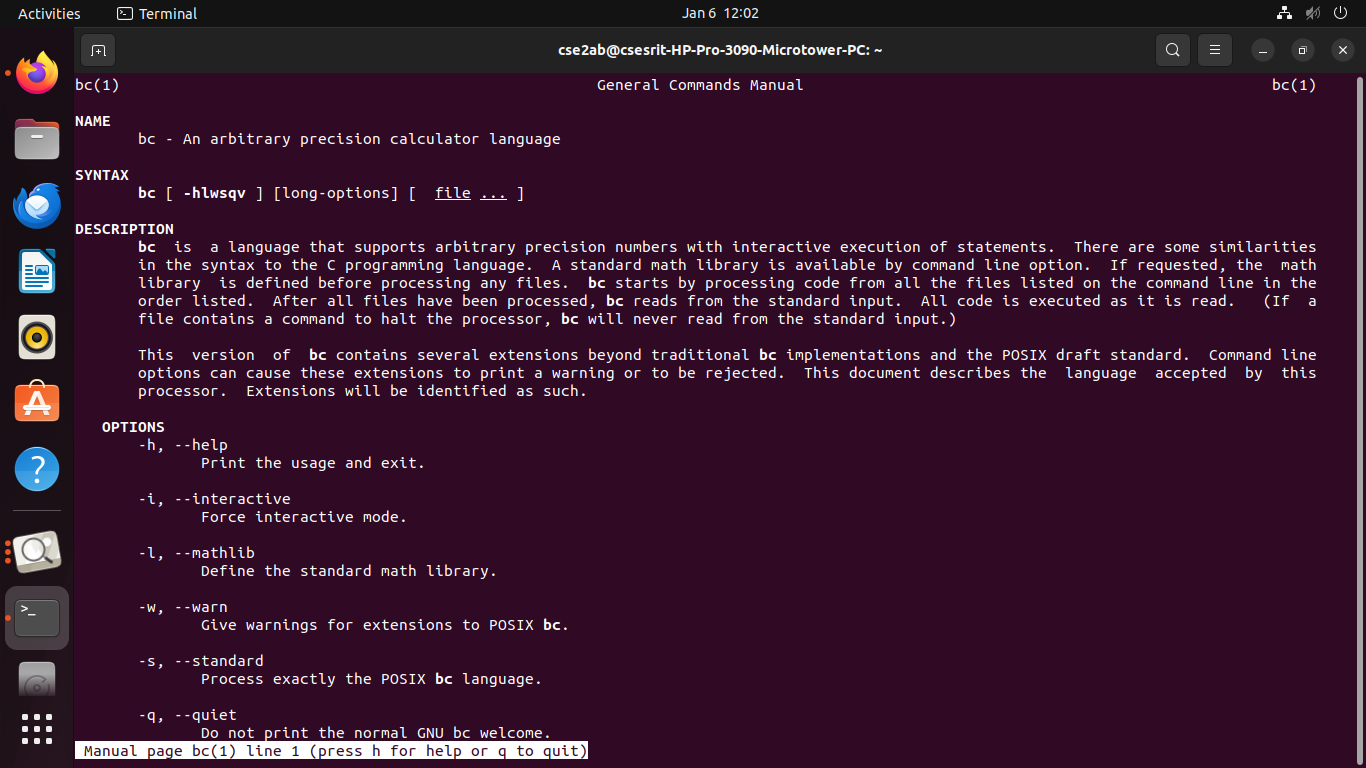 Activities Terminal Jan 6 12:02
cse2ab@csesrit-HP-Pro-3090-Microtower-PC: ~
bc(1) General Commands Manual bc(1)
NAME
bc - An arbitrary precision calculator language
SYNTAX
bc [ -hlwsqv ] [long-options] [ file ... ]
DESCRIPTION
bc is a language that supports arbitrary precision numbers with interactive execution of statements. There are some similarities
in the syntax to the C programming language. A standard math library is available by command line option. If requested, the math
library is defined before processing any files. bc starts by processing code from all the files listed on the command line in the
order listed. After all files have been processed, bc reads from the standard input. All code is executed as it is read. (If a
file contains a command to halt the processor, bc will never read from the standard input.)
This version of bc contains several extensions beyond traditional bc implementations and the POSIX draft standard. Command line
options can cause these extensions to print a warning or to be rejected. This document describes the language accepted by this
processor. Extensions will be identified as such.
OPTIONS
-h, --help
Print the usage and exit.
-i, --interactive
Force interactive mode.
-l, --mathlib
Define the standard math library.
-w, --warn
Give warnings for extensions to POSIX bc.
-s, --standard
Process exactly the POSIX bc language.
-q, --quiet
Do not print the normal GNU bc welcome.
Manual page bc(1) line 1 (press h for help or q to quit)